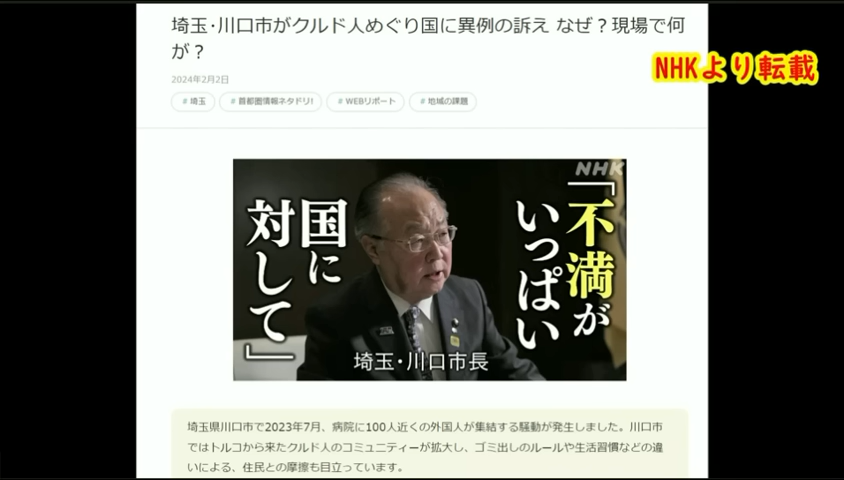 埼玉･川口市がクルド人めぐり国に異例の訴え なぜ？現場で何
が？
NHKより転載
2024年2月2日
# 埼玉
# 首都圏情報ネタドリ!
# WEBリポート
# 地域の課題
NHK
「不満が
いっぱい
国に
対して」
埼玉･川口市長
埼玉県川口市で2023年7月、病院に100人近くの外国人が集結する騒動が発生しました。川口市
ではトルコから来たクルド人のコミュニティーが拡大し、ゴミ出しのルールや生活習慣などの違
いによる、住民との摩擦も目立っています。